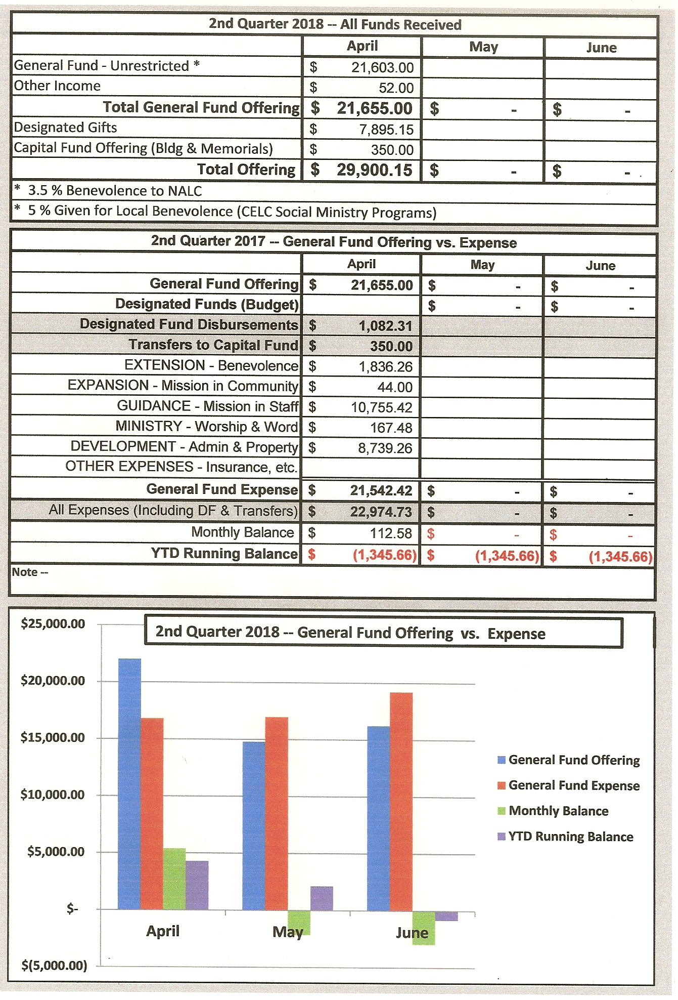 2nd Quarter 2018 -- All Funds Received
April May June
General Fund - Unrestricted * $ 21,603.00
Other Income $ 52.00
Total General Fund Offering $ 21,655.00 $ - $ -
Designated Gifts $ 7,895.15
Capital Fund Offering (Bldg & Memorials) $ 350.00
Total Offering $ 29,900.15 $ - $ -
* 3.5 % Benevolence to NALC
* 5 % Given for Local Benevolence (CELC Social Ministry Programs)
2nd Quarter 2017 -- General Fund Offering vs. Expense
April May June
General Fund Offering $ 21,655.00 $ - $ -
Designated Funds (Budget) $ - $ -
Designated Fund Disbursements $ 1,082.31
Transfers to Capital Fund $ 350.00
EXTENSION - Benevolence $ 1,836.26
EXPANSION - Mission in Community $ 44.00
GUIDANCE - Mission in Staff $ 10,755.42
MINISTRY - Worship & Word $ 167.48
DEVELOPMENT - Admin & Property $ 8,739.26
OTHER EXPENSES - Insurance, etc.
General Fund Expense $ 21,542.42 $ - $ -
All Expenses (Including DF & Transfers) $ 22,974.73 $ - $ -
Monthly Balance $ 112.58 $ - $ -
YTD Running Balance $ (1,345.66) $ (1,345.66) $ (1,345.66)
Note --
2nd Quarter 2018 -- General Fund Offering vs. Expense
$25,000.00
$20,000.00
$15,000.00
$10,000.00
$5,000.00
$-
$(5,000.00)
April May June
General Fund Offering
General Fund Expense
Monthly Balance
YTD Running Balance